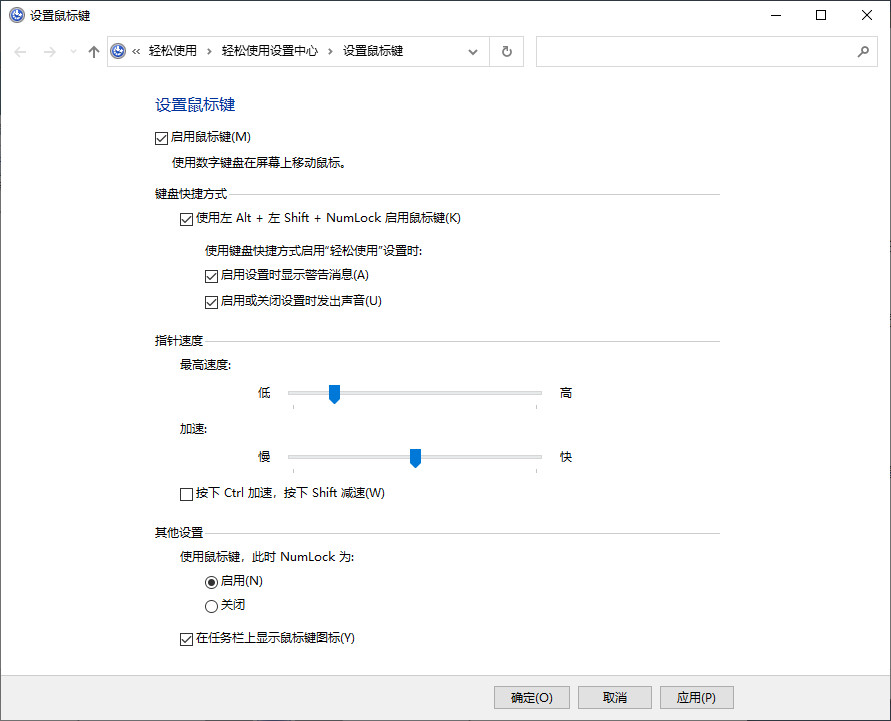 设置鼠标键
« 轻松使用 › 轻松使用设置中心 › 设置鼠标键
设置鼠标键
启用鼠标键(M)
使用数字键盘在屏幕上移动鼠标。
键盘快捷方式
使用左 Alt + 左 Shift + NumLock 启用鼠标键(K)
使用键盘快捷方式启用“轻松使用”设置时:
启用设置时显示警告消息(A)
启用或关闭设置时发出声音(U)
指针速度
最高速度:
低 高
加速:
慢 快
按下 Ctrl 加速，按下 Shift 减速(W)
其他设置
使用鼠标键，此时 NumLock 为:
启用(N)
关闭
在任务栏上显示鼠标键图标(Y)
确定(O) 取消 应用(P)